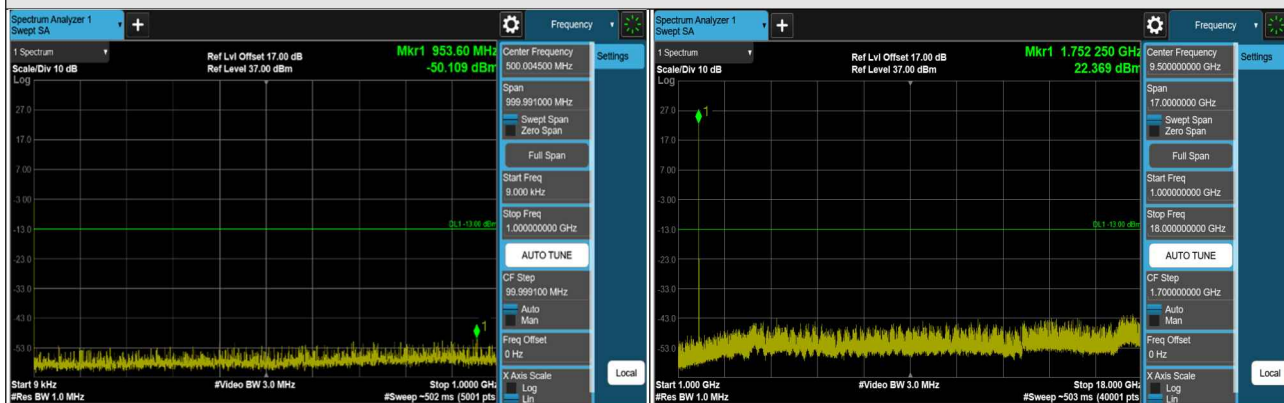 Spectrum Analyzer 1
Swept SA
+
Frequency
1 Spectrum
Scale/Div 10 dB
Log
Ref Lvl Offset 17.00 dB
Ref Level 37.00 dBm
Mkr1 953.60 MHz
-50.109 dBm
27.0
17.0
7.00
-3.00
-13.0
-23.0
-33.0
-43.0
-53.0
DL1 -13.00 dBm
1
Start 9 kHz
#Res BW 1.0 MHz
#Video BW 3.0 MHz
Stop 1.0000 GHz
#Sweep ~502 ms (5001 pts
Center Frequency
500.004500 MHz
Settings
Span
999.991000 MHz
Swept Span
Zero Span
Full Span
Start Freq
9.000 kHz
Stop Freq
1.000000000 GHz
AUTO TUNE
CF Step
99.999100 MHz
Auto
Man
Freq Offset
0 Hz
X Axis Scale
Log
Lin
Local
Spectrum Analyzer 1
Swept SA
+
Frequency
1 Spectrum
Scale/Div 10 dB
Log
Ref Lvl Offset 17.00 dB
Ref Level 37.00 dBm
Mkr1 1.752 250 GHz
22.369 dBm
27.0
17.0
7.00
-3.00
-13.0
-23.0
-33.0
-43.0
-53.0
DL1 -13.00 dBm
1
Start 1.000 GHz
#Res BW 1.0 MHz
#Video BW 3.0 MHz
Stop 18.000 GHz
#Sweep ~503 ms (40001 pts
Center Frequency
9.500000000 GHz
Settings
Span
17.0000000 GHz
Swept Span
Zero Span
Full Span
Start Freq
1.000000000 GHz
Stop Freq
18.000000000 GHz
AUTO TUNE
CF Step
1.700000000 GHz
Auto
Man
Freq Offset
0 Hz
X Axis Scale
Log
Lin
Local